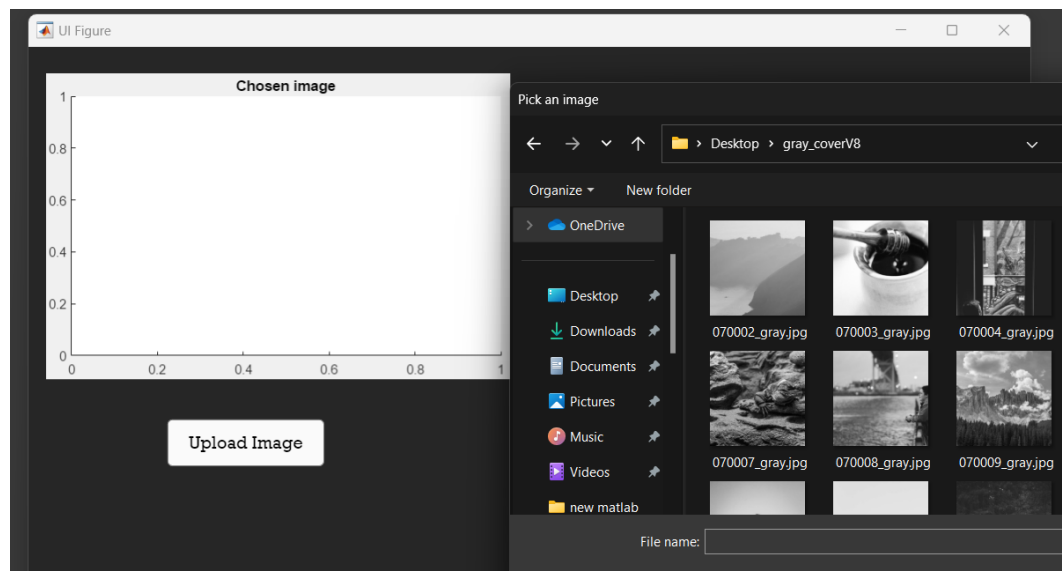 UI Figure
Chosen image
1
0.8
0.6
0.4
0.2
0
0 0.2 0.4 0.6 0.8 1
Upload Image
Pick an image
Desktop gray_coverV8
Organize New folder
OneDrive
Desktop
Downloads
Documents
Pictures
Music
Videos
new matlab
070002_gray.jpg 070003_gray.jpg 070004_gray.jpg
070007_gray.jpg 070008_gray.jpg 070009_gray.jpg
File name: